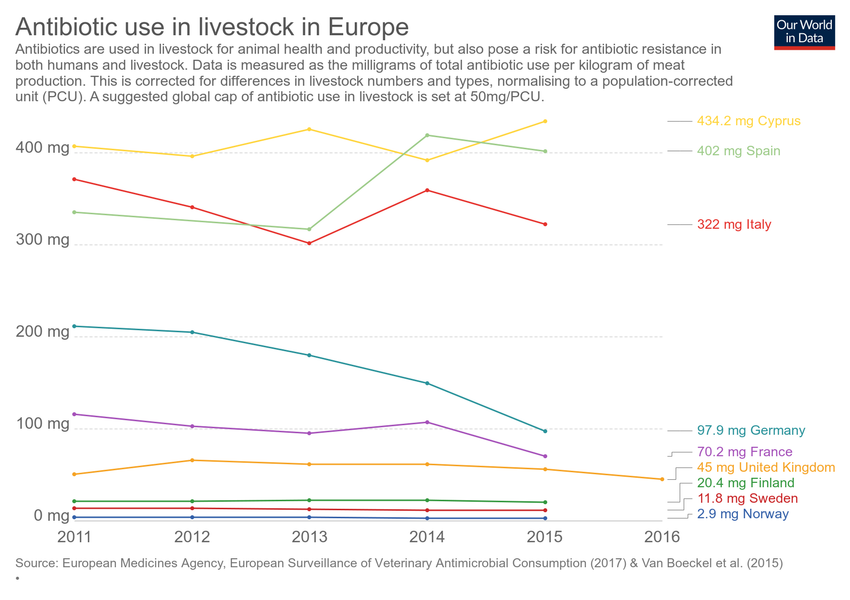 Antibiotic use in livestock in Europe
Our World
in Data
Antibiotics are used in livestock for animal health and productivity, but also pose a risk for antibiotic resistance in
both humans and livestock. Data is measured as the milligrams of total antibiotic use per kilogram of meat
production. This is corrected for differences in livestock numbers and types, normalising to a population-corrected
unit (PCU). A suggested global cap of antibiotic use in livestock is set at 50mg/PCU.
400 mg
300 mg
200 mg
100 mg
0 mg
434.2 mg Cyprus
402 mg Spain
322 mg Italy
97.9 mg Germany
70.2 mg France
45 mg United Kingdom
20.4 mg Finland
11.8 mg Sweden
2.9 mg Norway
2011 2012 2013 2014 2015 2016
Source: European Medicines Agency, European Surveillance of Veterinary Antimicrobial Consumption (2017) & Van Boeckel et al. (2015)
•